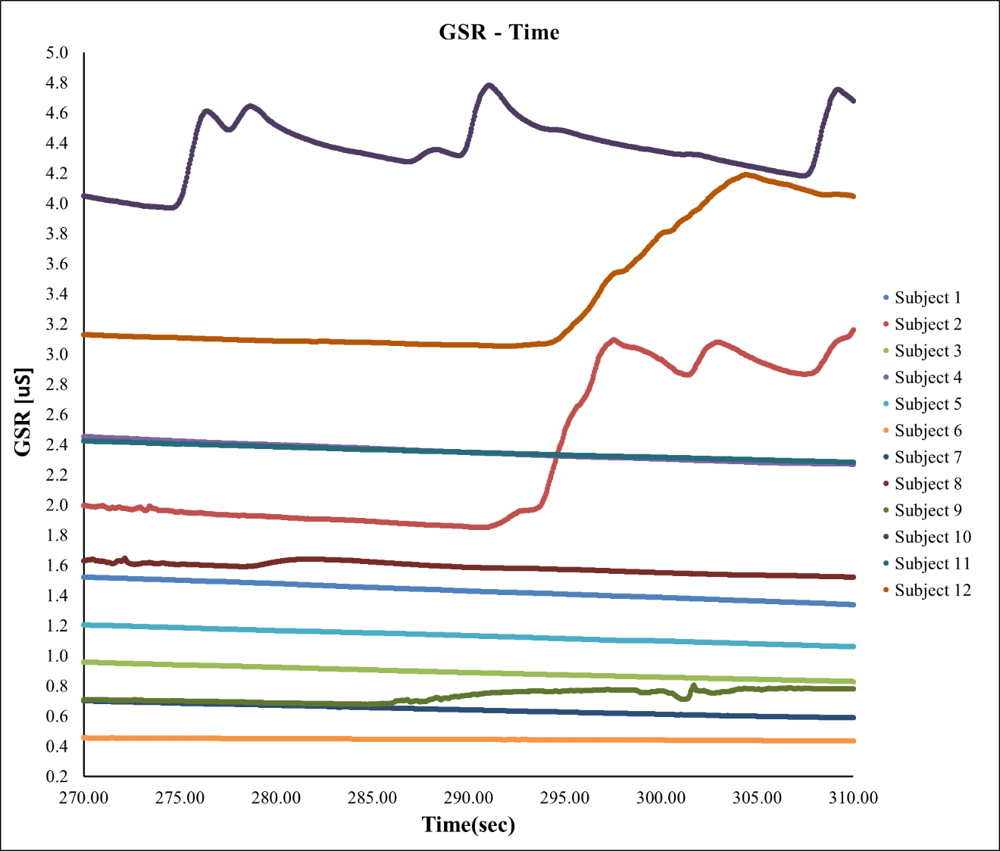 GSR - Time
5.0
4.8
4.6
4.4
4.2
4.0
3.8
3.6
3.4
3.2
3.0
2.8
2.6
2.4
2.2
2.0
1.8
1.6
1.4
1.2
1.0
0.8
0.6
0.4
0.2
GSR [uS]
270.00 275.00 280.00 285.00 290.00 295.00 300.00 305.00 310.00
Time(sec)
Subject 1
Subject 2
Subject 3
Subject 4
Subject 5
Subject 6
Subject 7
Subject 8
Subject 9
Subject 10
Subject 11
Subject 12